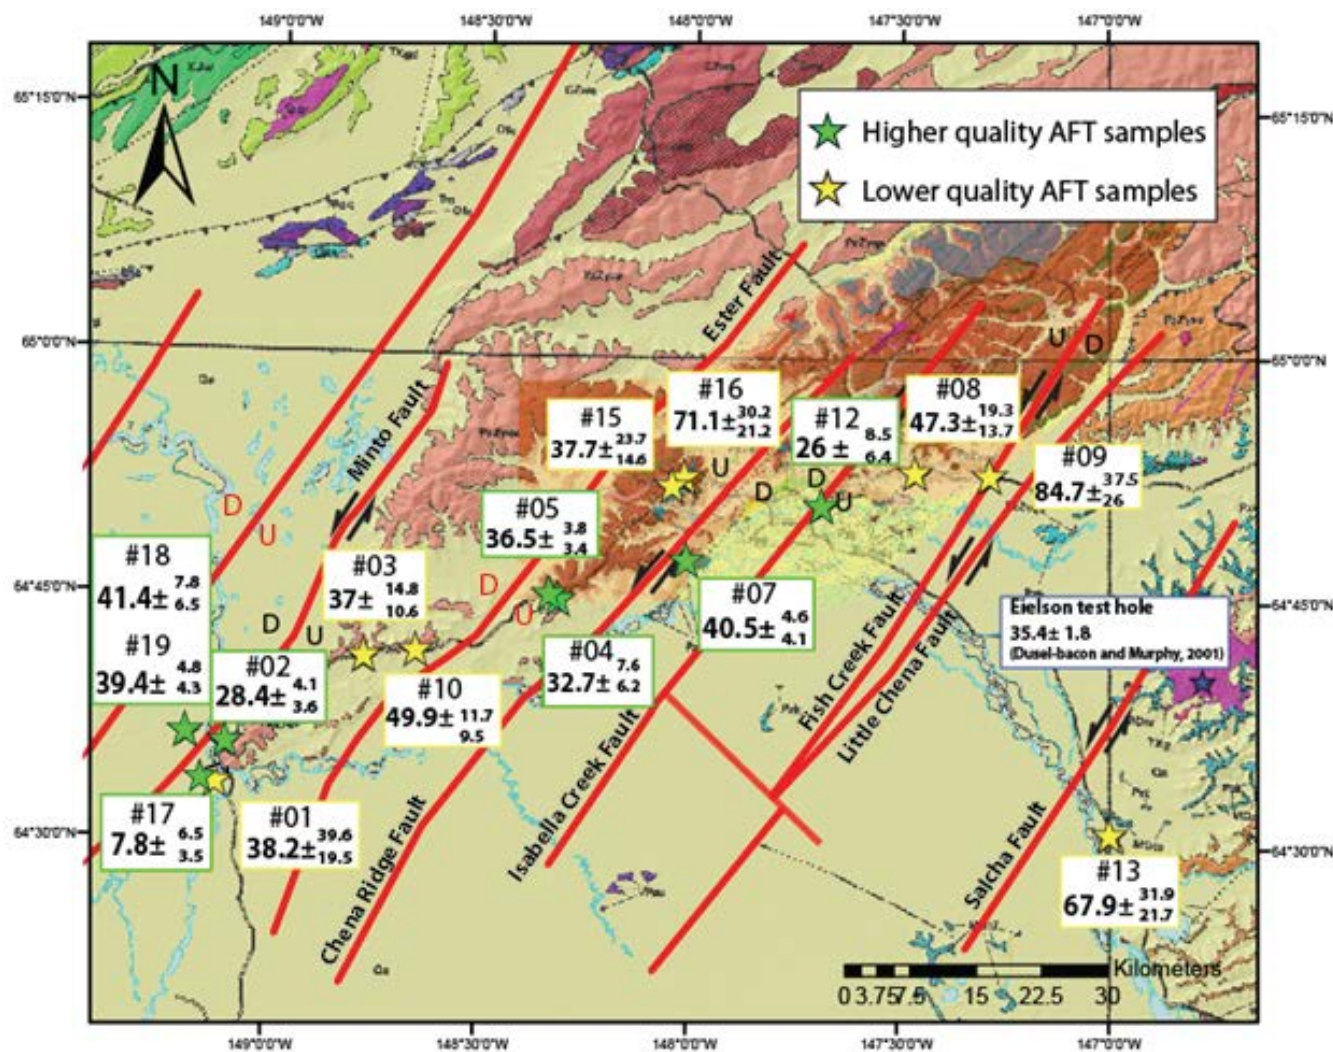 149°0'0"W
148°30'0"W
148°0'0"W
147°30'0"W
147°0'0"W
65°15'0"N
65°15'0"N
N
Higher quality AFT samples
Lower quality AFT samples
Ester Fault
65°0'0"N
65°0'0"N
U
D
Minto Fault
#16
71.1± 30.2
21.2
#08
47.3± 19.3
13.7
#15
37.7± 23.7
14.6
#12
26 ± 8.5
6.4
#09
84.7± 37.5
26
U
D
D
U
D
U
#05
36.5± 3.8
3.4
#18
41.4± 7.8
6.5
#19
39.4± 4.8
4.3
#03
37± 14.8
10.6
D
U
D
U
64°45'0"N
64°45'0"N
#07
40.5± 4.6
4.1
Eielson test hole
35.4± 1.8
(Dusel-bacon and Murphy, 2001)
#02
28.4± 4.1
3.6
#04
32.7± 7.6
6.2
#10
49.9± 11.7
9.5
Fish Creek Fault
Little Chena Fault
Isabella Creek Fault
Chena Ridge Fault
Salcha Fault
#17
7.8± 6.5
3.5
#01
38.2± 39.6
19.5
64°30'0"N
64°30'0"N
#13
67.9± 31.9
21.7
Kilometers
0 3.75 7.5 15 22.5 30
149°0'0"W
148°30'0"W
148°0'0"W
147°30'0"W
147°0'0"W